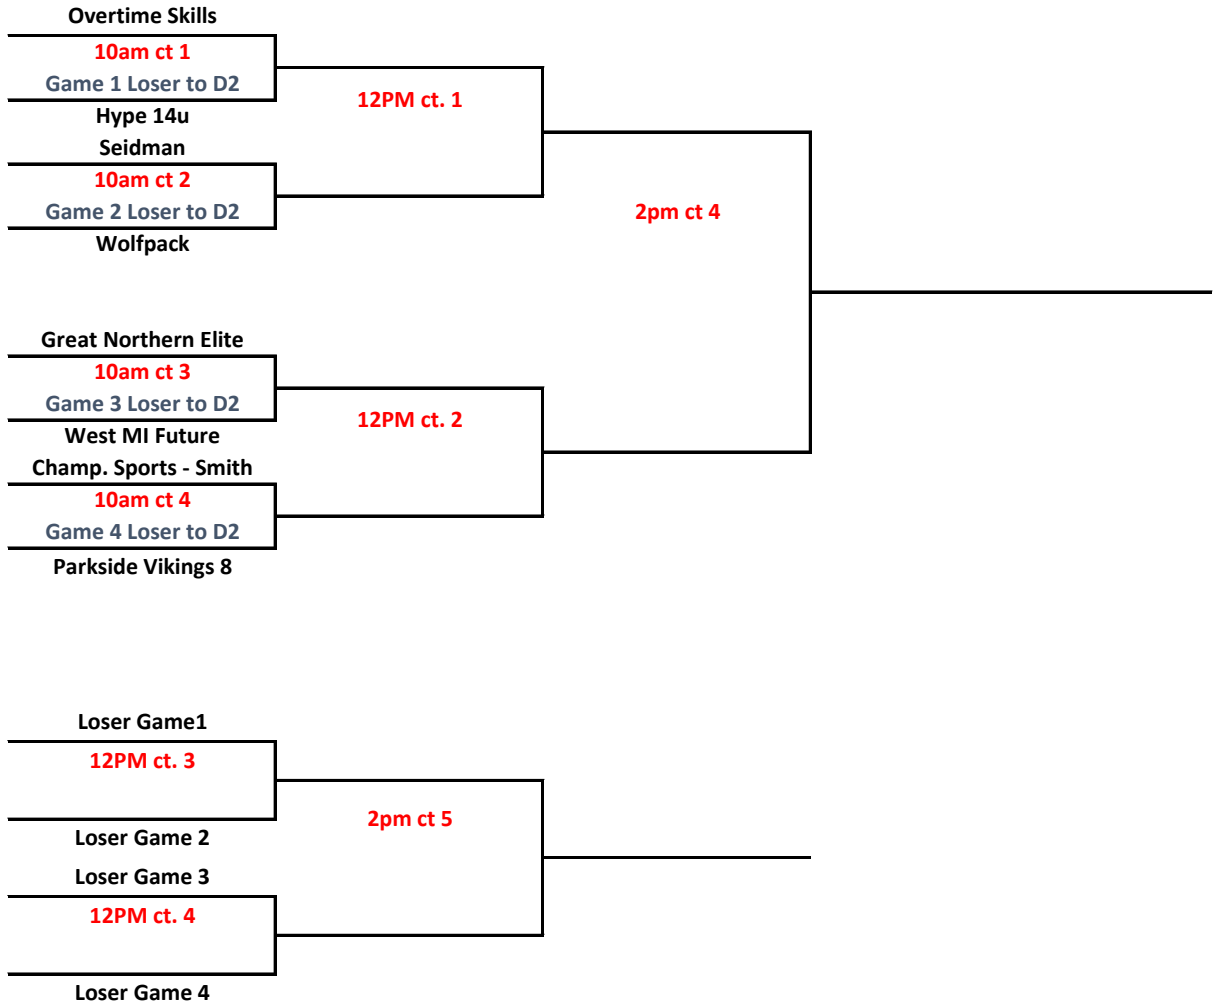 Overtime Skills
10am ct 1
Game 1 Loser to D2
12PM ct. 1
Hype 14u
Seidman
10am ct 2
Game 2 Loser to D2
2pm ct 4
Wolfpack
Great Northern Elite
10am ct 3
Game 3 Loser to D2
12PM ct. 2
West MI Future
Champ. Sports - Smith
10am ct 4
Game 4 Loser to D2
Parkside Vikings 8
Loser Game1
12PM ct. 3
2pm ct 5
Loser Game 2
Loser Game 3
12PM ct. 4
Loser Game 4